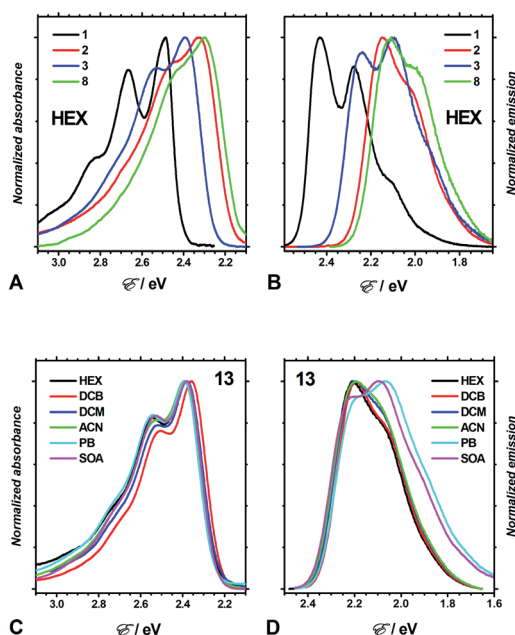 Normalized absorbance
1
2
3
8
HEX
3.0 2.8 2.6 2.4 2.2
A
ℰ / eV
1
2
3
8
HEX
Normalized emission
2.4 2.2 2.0 1.8
B
ℰ / eV
Normalized absorbance
HEX
DCB
DCM
ACN
PB
SOA
13
3.0 2.8 2.6 2.4 2.2
C
ℰ / eV
13
HEX
DCB
DCM
ACN
PB
SOA
Normalized emission
2.4 2.2 2.0 1.8 1.6
D
ℰ / eV